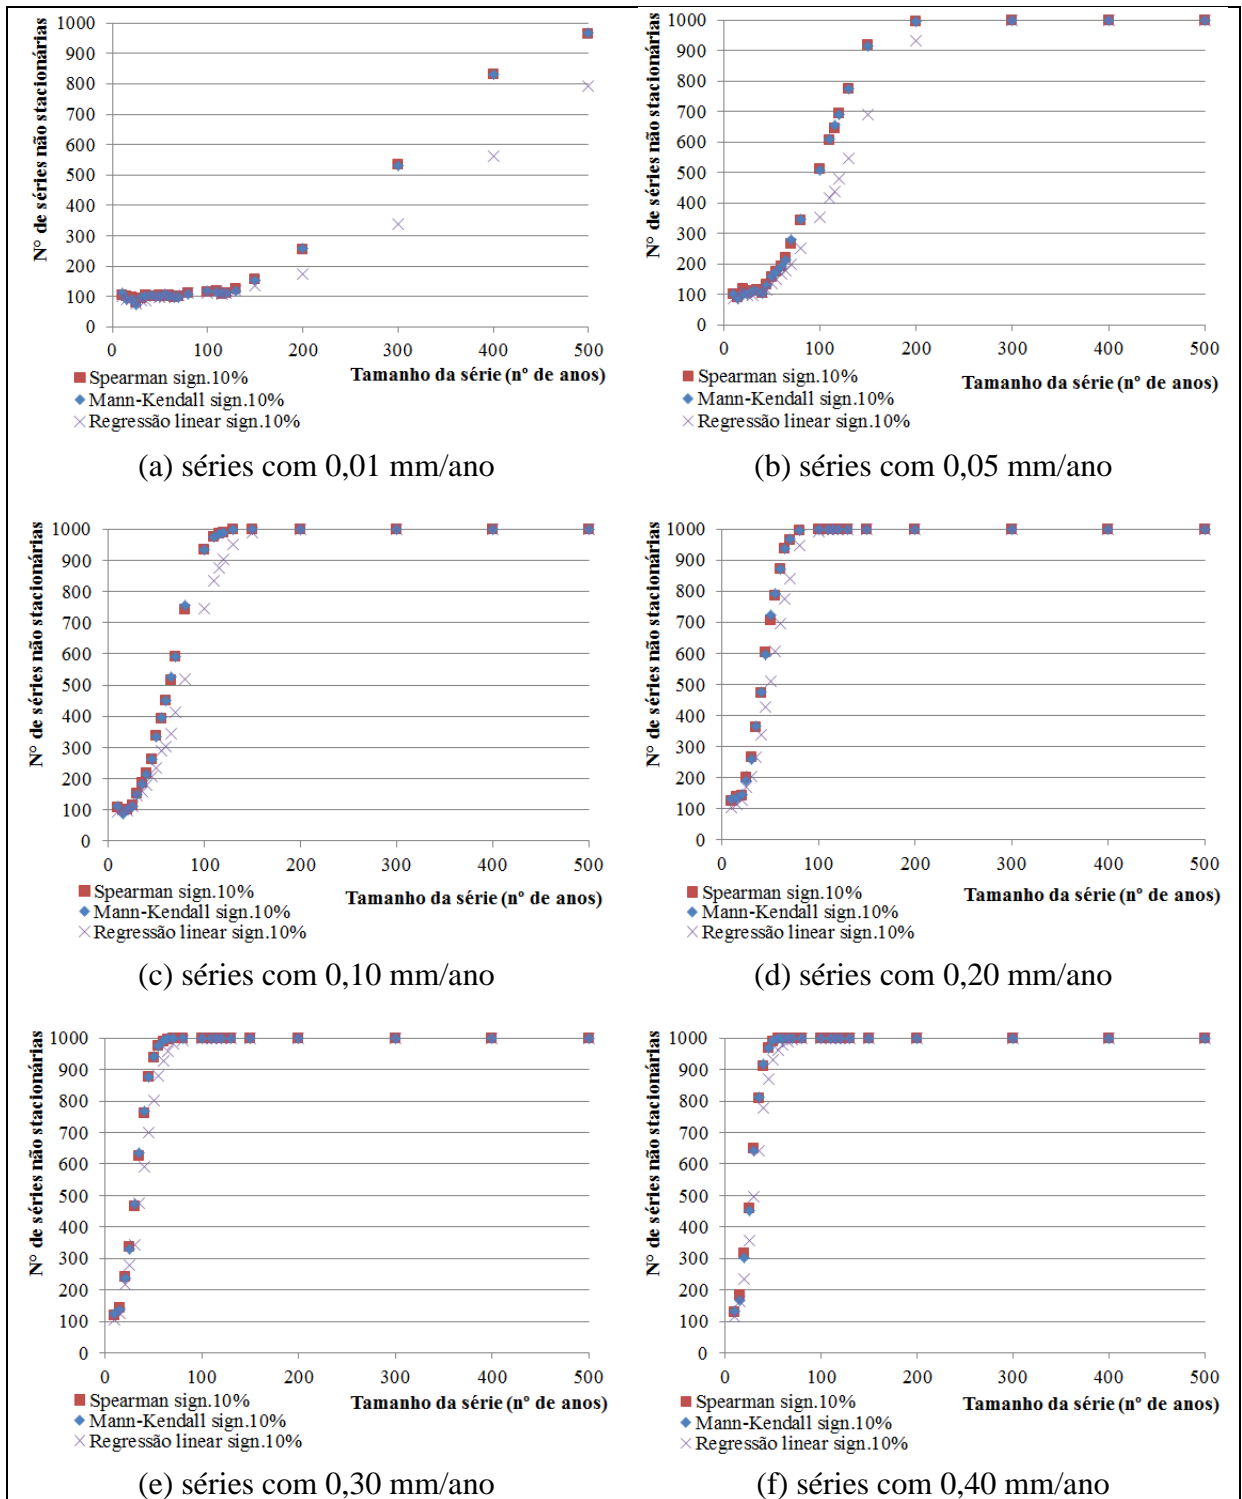 N° de séries não stacionárias
1000
900
800
700
600
500
400
300
200
100
0
0 100 200 300 400 500
Tamanho da série (nº de anos)
Spearman sign.10%
Mann-Kendall sign.10%
Regressão linear sign.10%
(a) séries com 0,01 mm/ano
N° de séries não stacionárias
1000
900
800
700
600
500
400
300
200
100
0
0 100 200 300 400 500
Tamanho da série (nº de anos)
Spearman sign.10%
Mann-Kendall sign.10%
Regressão linear sign.10%
(b) séries com 0,05 mm/ano
N° de séries não stacionárias
1000
900
800
700
600
500
400
300
200
100
0
0 100 200 300 400 500
Tamanho da série (nº de anos)
Spearman sign.10%
Mann-Kendall sign.10%
Regressão linear sign.10%
(c) séries com 0,10 mm/ano
N° de séries não stacionárias
1000
900
800
700
600
500
400
300
200
100
0
0 100 200 300 400 500
Tamanho da série (nº de anos)
Spearman sign.10%
Mann-Kendall sign.10%
Regressão linear sign.10%
(d) séries com 0,20 mm/ano
N° de séries não stacionárias
1000
900
800
700
600
500
400
300
200
100
0
0 100 200 300 400 500
Tamanho da série (nº de anos)
Spearman sign.10%
Mann-Kendall sign.10%
Regressão linear sign.10%
(e) séries com 0,30 mm/ano
N° de séries não stacionárias
1000
900
800
700
600
500
400
300
200
100
0
0 100 200 300 400 500
Tamanho da série (nº de anos)
Spearman sign.10%
Mann-Kendall sign.10%
Regressão linear sign.10%
(f) séries com 0,40 mm/ano